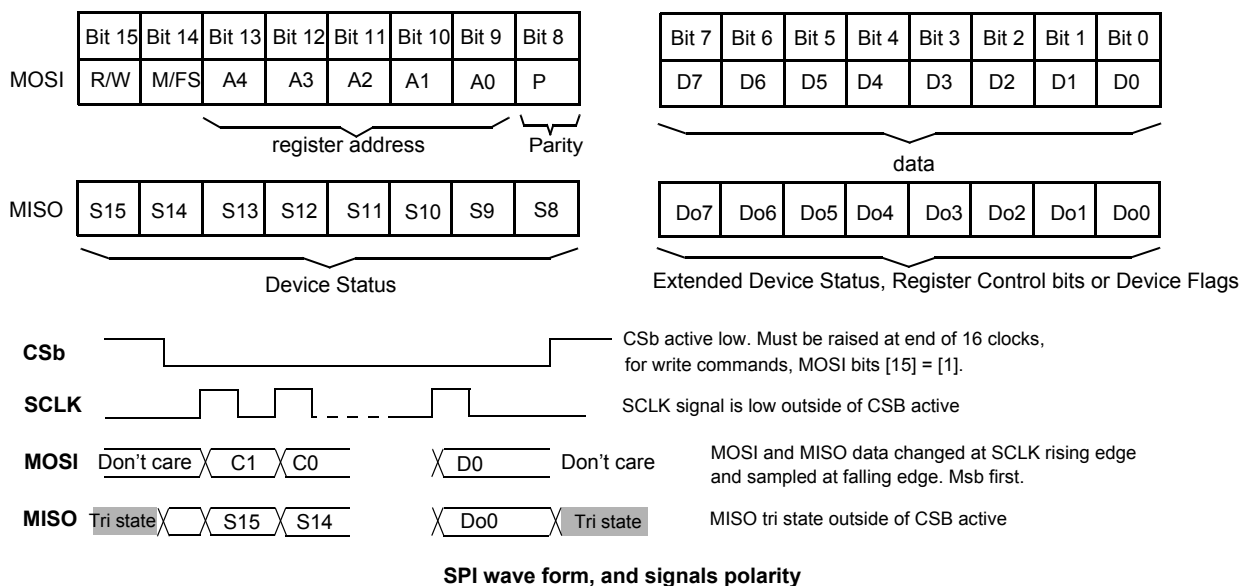 Bit 15 Bit 14 Bit 13 Bit 12 Bit 11 Bit 10 Bit 9 Bit 8 Bit 7 Bit 6 Bit 5 Bit 4 Bit 3 Bit 2 Bit 1 Bit 0
MOSI R/W M/FS A4 A3 A2 A1 A0 P D7 D6 D5 D4 D3 D2 D1 D0
register address Parity data
MISO S15 S14 S13 S12 S11 S10 S9 S8 Do7 Do6 Do5 Do4 Do3 Do2 Do1 Do0
Device Status Extended Device Status, Register Control bits or Device Flags
CSb CSb active low. Must be raised at end of 16 clocks,
for write commands, MOSI bits [15] = [1].
SCLK SCLK signal is low outside of CSB active
MOSI Don't care C1 C0 D0 Don't care MOSI and MISO data changed at SCLK rising edge
and sampled at falling edge. Msb first.
MISO Tri state S15 S14 Do0 Tri state MISO tri state outside of CSB active
SPI wave form, and signals polarity